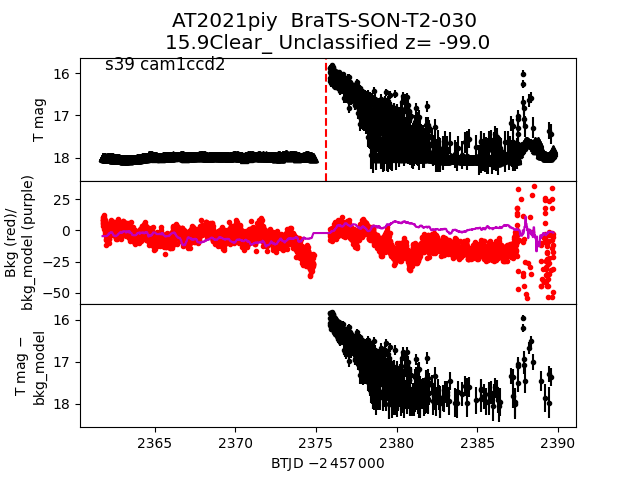 AT2021piy  BraTS-SON-T2-030
15.9Clear_ Unclassified z= -99.0
s39 cam1ccd2
16
17
18
T mag
25
0
−25
−50
Bkg (red)/
bkg_model (purple)
16
17
18
T mag −
bkg_model
2365
2370
2375
2380
2385
2390
BTJD −2 457 000